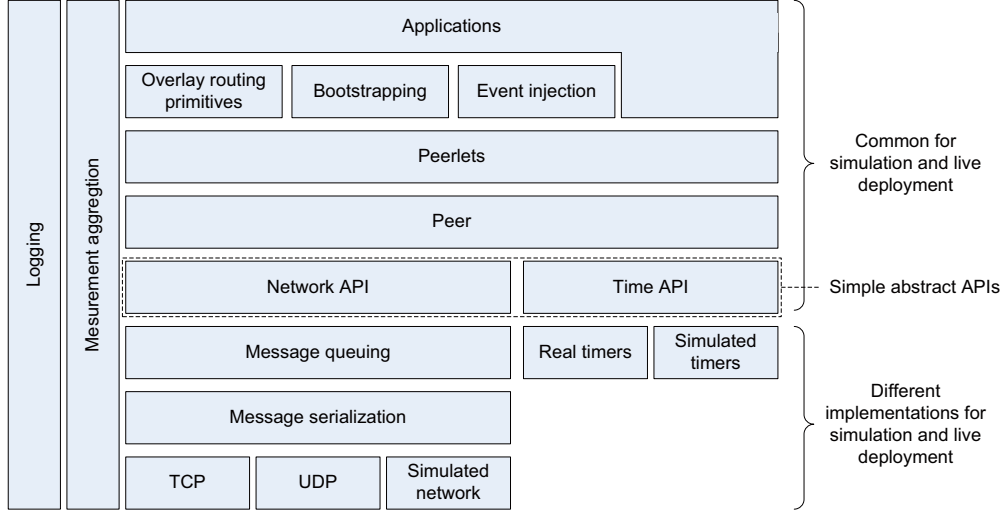 Logging
Mesurement aggregtion
Applications
Overlay routing
primitives
Bootstrapping
Event injection
Peerlets
Peer
Network API
Time API
Message queuing
Real timers
Simulated
timers
Message serialization
TCP
UDP
Simulated
network
Common for
simulation and live
deployment
Simple abstract APIs
Different
implementations for
simulation and live
deployment